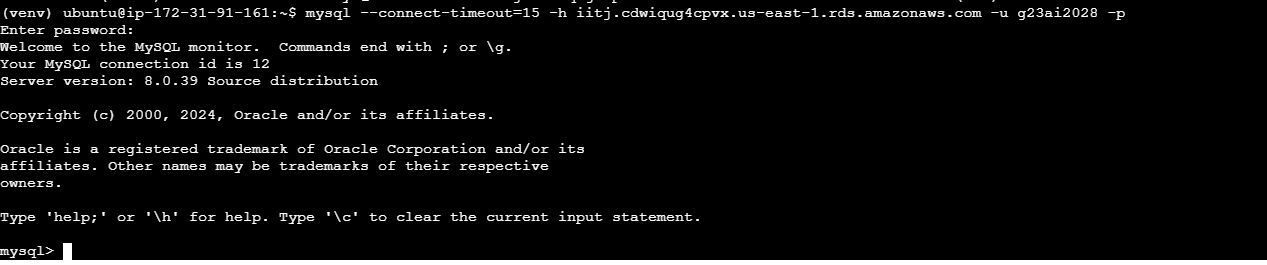 (venv) ubuntu@ip-172-31-91-161:~$ mysql --connect-timeout=15 -h iitj.cdwiqug4cpvx.us-east-1.rds.amazonaws.com -u g23ai2028 -p
Enter password:
Welcome to the MySQL monitor.  Commands end with ; or \g.
Your MySQL connection id is 12
Server version: 8.0.39 Source distribution

Copyright (c) 2000, 2024, Oracle and/or its affiliates.

Oracle is a registered trademark of Oracle Corporation and/or its
affiliates. Other names may be trademarks of their respective
owners.

Type 'help;' or '\h' for help. Type '\c' to clear the current input statement.

mysql>